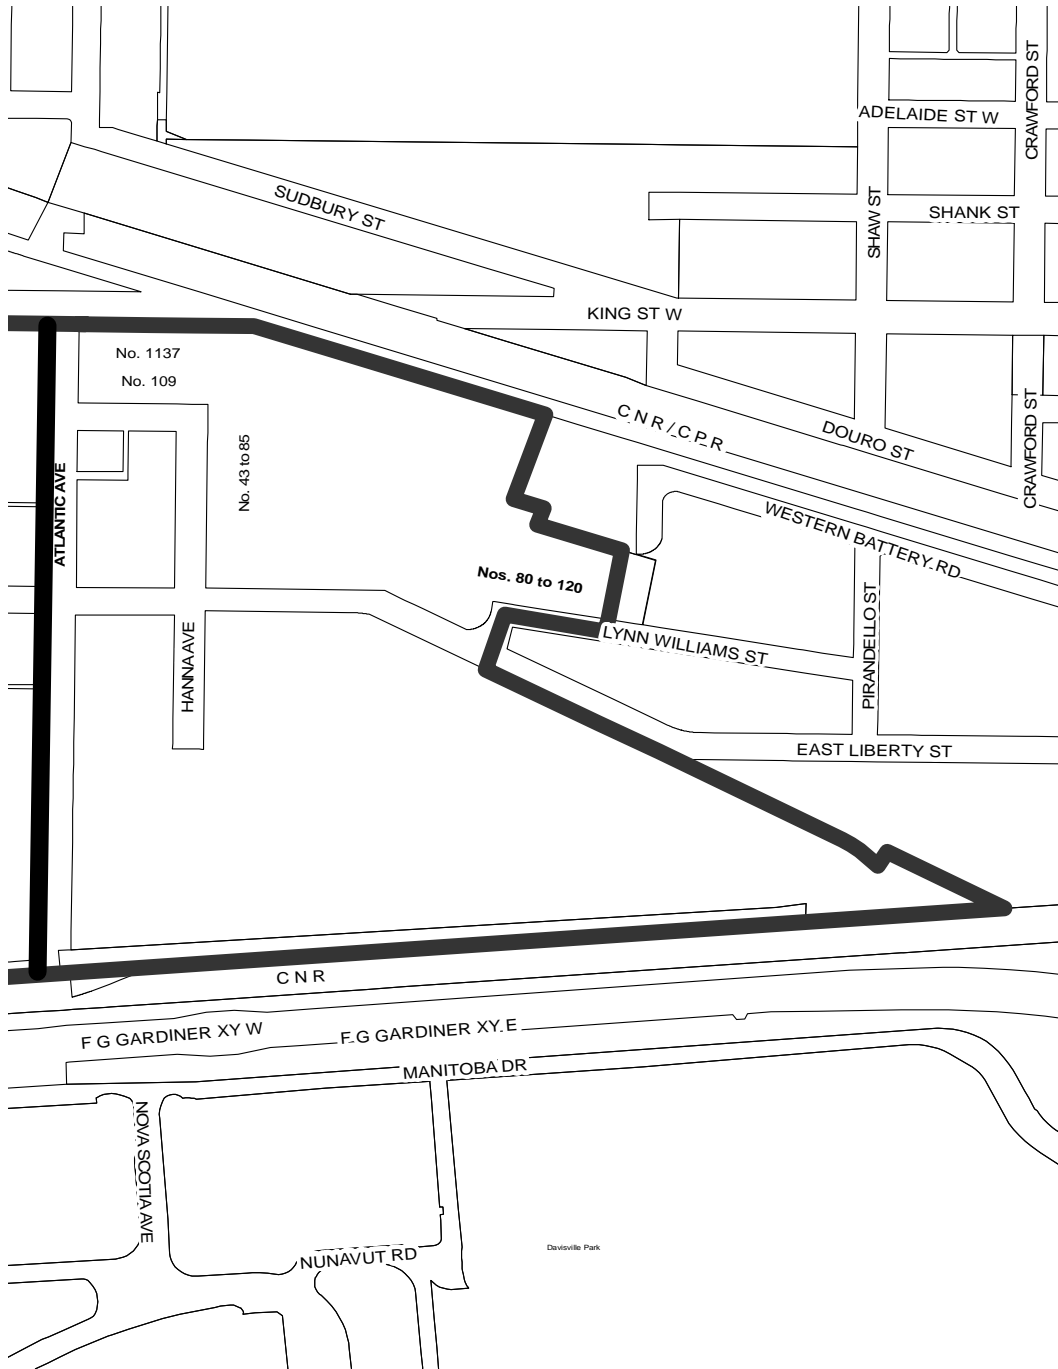 CRAWFORD ST
ADELAIDE ST W
SUDBURY ST
SHAW ST
SHANK ST
KING ST W
No. 1137
No. 109
C N R / C P R
DOURO ST
CRAWFORD ST
No. 43 to 85
ATLANTIC AVE
WESTERN BATTERY RD
Nos. 80 to 120
LYNN WILLIAMS ST
PIRANDELLO ST
HANNA AVE
EAST LIBERTY ST
C N R
F G GARDINER XY W
F G GARDINER XY E
MANITOBA DR
NOVA SCOTIA AVE
NUNAVUT RD
Davisville Park